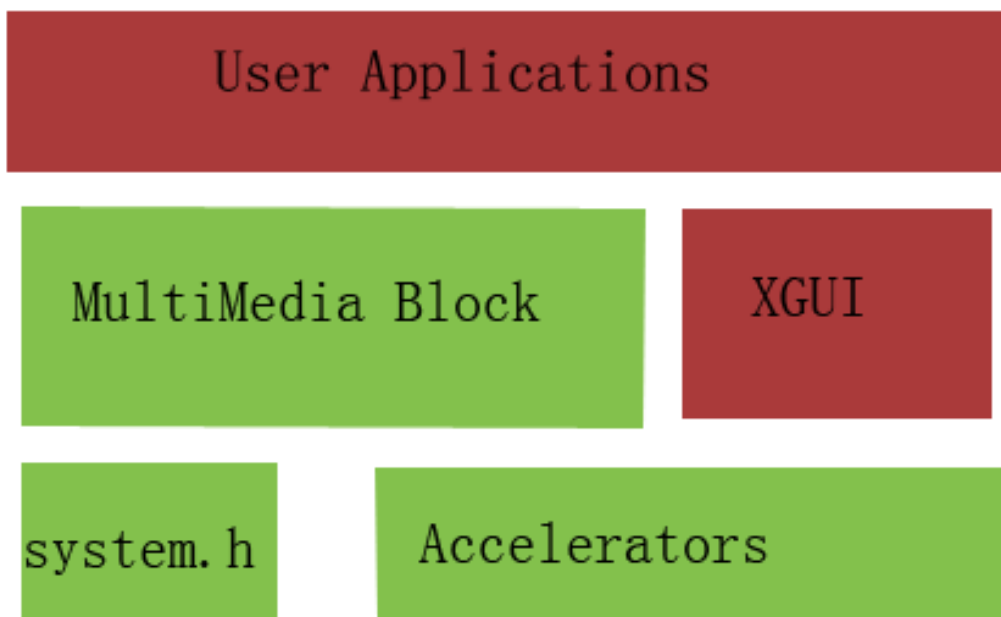 User Applications
MultiMedia Block
XGUI
system.h
Accelerators